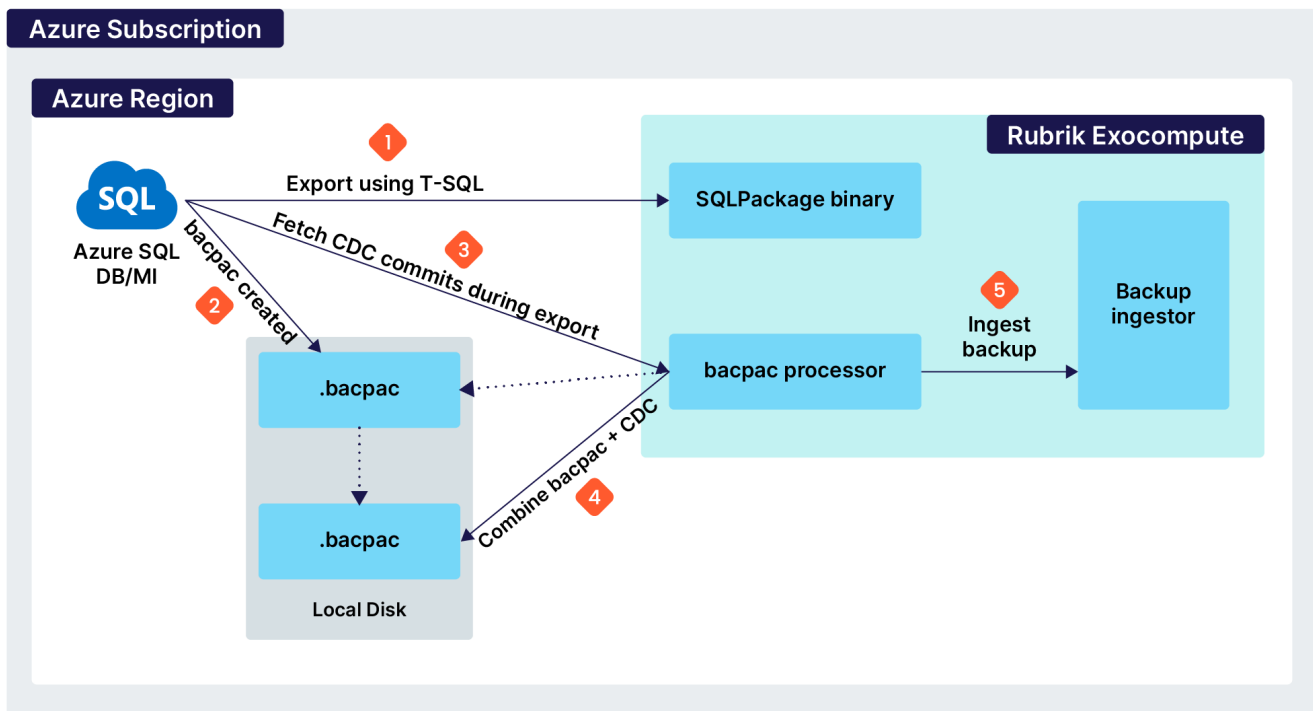 Azure Subscription
Azure Region
Rubrik Exocompute
1
Export using T-SQL
SQL
Azure SQL
DB/MI
SQLPackage binary
Fetch CDC commits during export
3
bacpac created
2
5
Ingest
backup
Backup
ingestor
bacpac processor
.bacpac
Combine bacpac + CDC
4
.bacpac
Local Disk